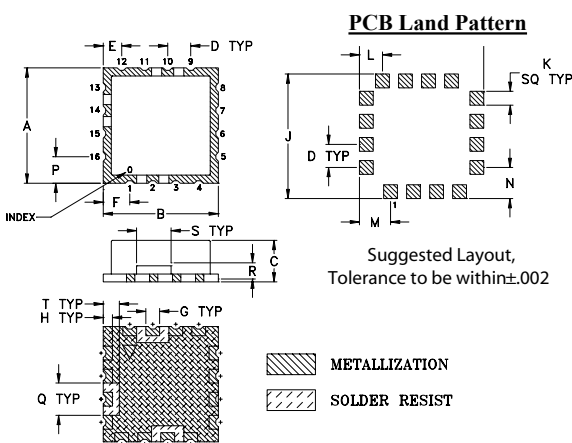 PCB Land Pattern
E
D TYP
12 11 10 9
13
14
15
16
8
7
6
5
A
P
0
1 2 3 4
F
INDEX
B
L
K
SQ TYP
J
D TYP
N
M
1
S TYP
C
R
Suggested Layout,
Tolerance to be within±.002
T TYP
H TYP
G TYP
Q TYP
METALLIZATION
SOLDER RESIST